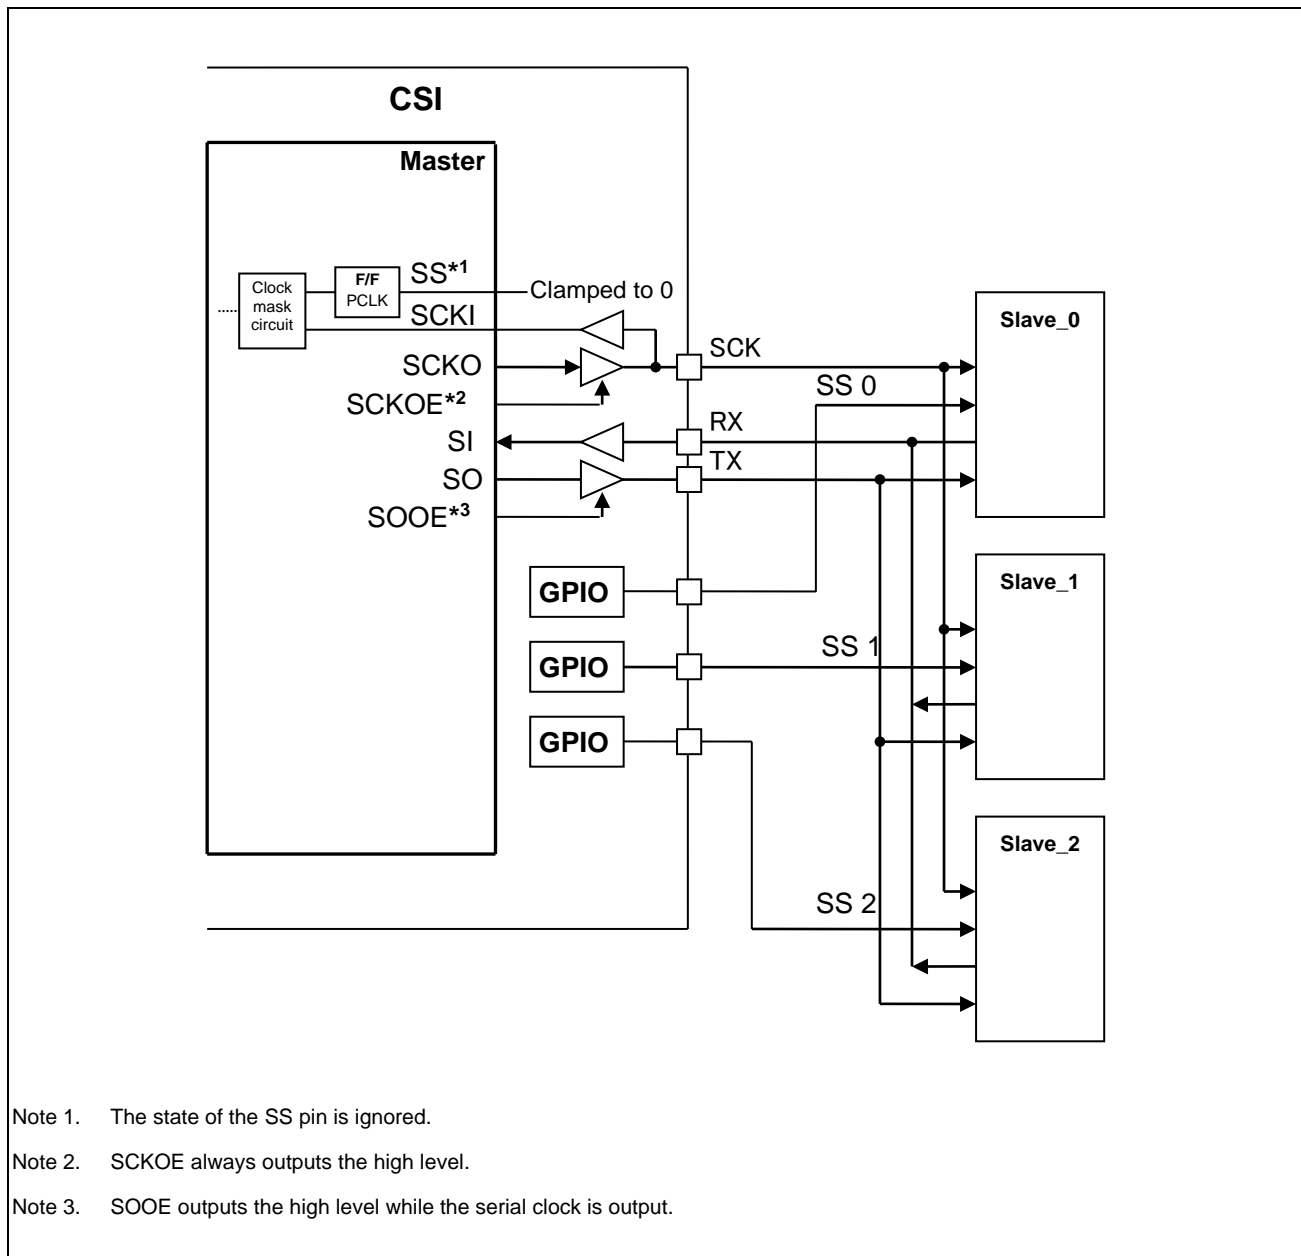 CSI
Master
SS*1
F/F
PCLK
Clock
mask
circuit
.....
Clamped to 0
SCKI
SCKO
SCK
SCKOE*2
SS 0
SI
RX
SO
TX
SOOE*3
GPIO
GPIO
SS 1
GPIO
SS 2
Slave_0
Slave_1
Slave_2
Note 1. The state of the SS pin is ignored.
Note 2. SCKOE always outputs the high level.
Note 3. SOOE outputs the high level while the serial clock is output.